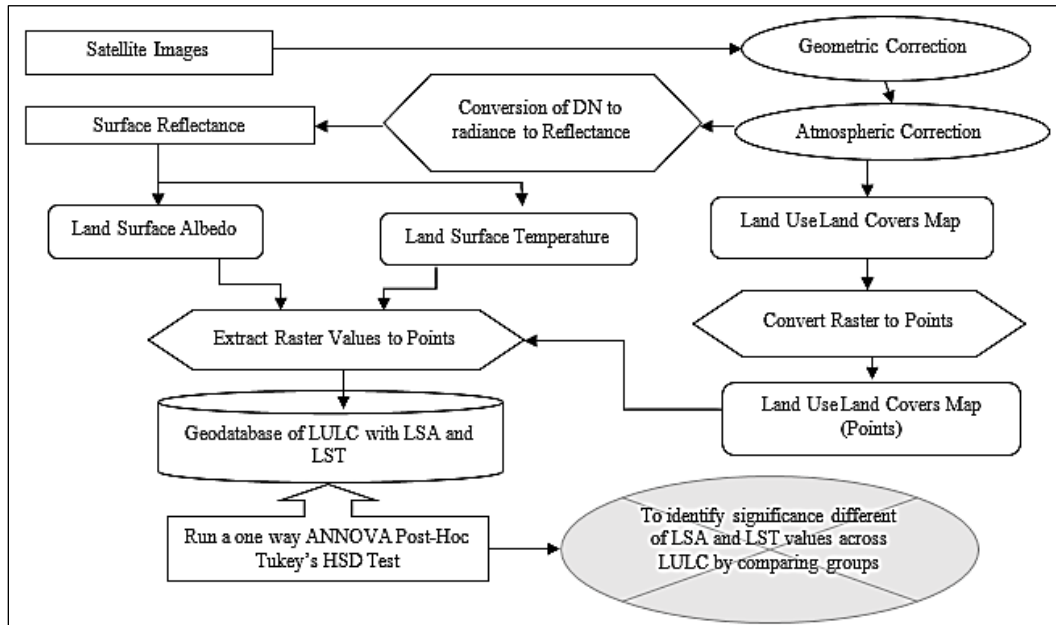 Satellite Images
Geometric Correction
Conversion of DN to
radiance to Reflectance
Surface Reflectance
Atmospheric Correction
Land Surface Albedo
Land Surface Temperature
Land Use Land Covers Map
Extract Raster Values to Points
Convert Raster to Points
Land Use Land Covers Map
(Points)
Geodatabase of LULC with LSA and
LST
Run a one way ANNOVA Post-Hoc
Tukey's HSD Test
To identify significance different
of LSA and LST values across
LULC by comparing groups